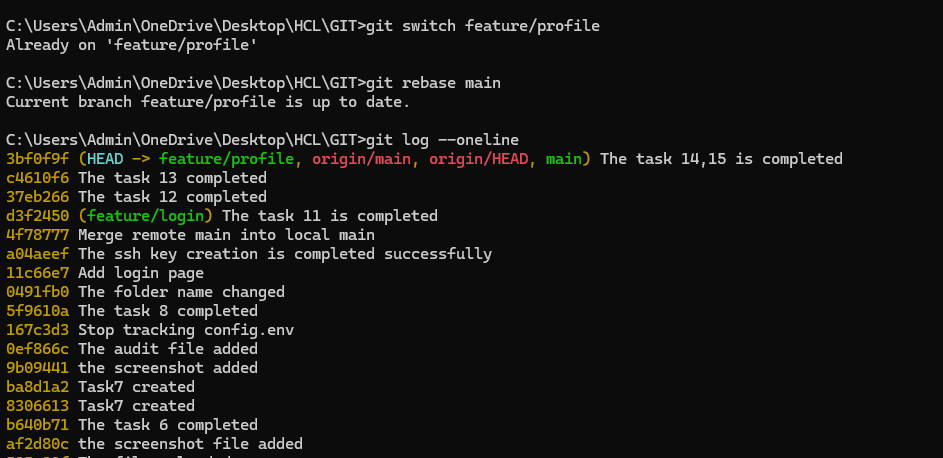 C:\Users\Admin\OneDrive\Desktop\HCL\GIT>git switch feature/profile
Already on 'feature/profile'
C:\Users\Admin\OneDrive\Desktop\HCL\GIT>git rebase main
Current branch feature/profile is up to date.
C:\Users\Admin\OneDrive\Desktop\HCL\GIT>git log --oneline
3bf0f9f (HEAD -> feature/profile, origin/main, origin/HEAD, main) The task 14,15 is completed
c4610f6 The task 13 completed
37eb266 The task 12 completed
d3f2450 (feature/login) The task 11 is completed
4f78777 Merge remote main into local main
a04aeef The ssh key creation is completed successfully
11c66e7 Add login page
0491fb0 The folder name changed
5f9610a The task 8 completed
167c3d3 Stop tracking config.env
0ef866c The audit file added
9b09441 the screenshot added
ba8d1a2 Task7 created
8306613 Task7 created
b640b71 The task 6 completed
af2d80c the screenshot file added